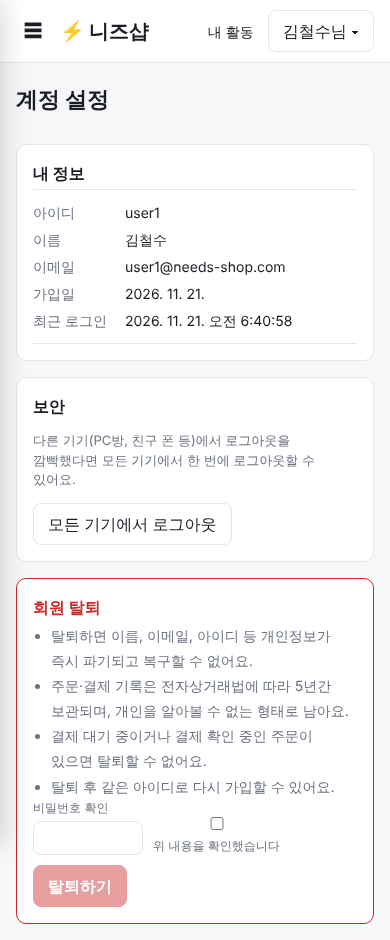 ☰ ⚡ 니즈샵 내 활동 김철수님
계정 설정
내 정보
아이디 user1
이름 김철수
이메일 user1@needs-shop.com
가입일 2026. 11. 21.
최근 로그인 2026. 11. 21. 오전 6:40:58
보안
다른 기기(PC방, 친구 폰 등)에서 로그아웃을
깜빡했다면 모든 기기에서 한 번에 로그아웃할 수
있어요.
모든 기기에서 로그아웃
회원 탈퇴
• 탈퇴하면 이름, 이메일, 아이디 등 개인정보가
즉시 파기되고 복구할 수 없어요.
• 주문·결제 기록은 전자상거래법에 따라 5년간
보관되며, 개인을 알아볼 수 없는 형태로 남아요.
• 결제 대기 중이거나 결제 확인 중인 주문이
있으면 탈퇴할 수 없어요.
• 탈퇴 후 같은 아이디로 다시 가입할 수 있어요.
비밀번호 확인
위 내용을 확인했습니다
탈퇴하기